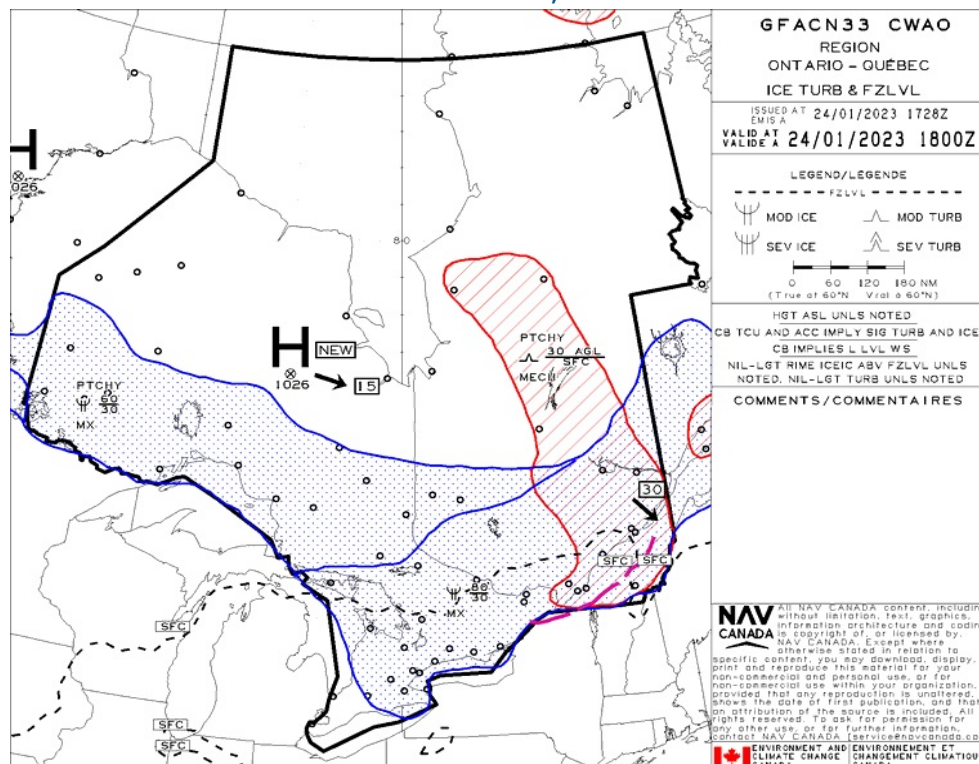 GFACN33 CWAO
REGION
ONTARIO - QUÉBEC
ICE TURB & FZLVL
ISSUED AT 24/01/2023 1728Z
EMIS A
VALID AT 24/01/2023 1800Z
VALIDE A
LEGEND/LÉGENDE
FZLVL
MOD ICE MOD TURB
SEV ICE SEV TURB
0 60 120 180 NM
(True at 60°N Vrai à 60°N)
HGT ASL UNLS NOTED
CB TCU AND ACC IMPLY SIG TURB AND ICE
CB IMPLIES L LVL WS
NIL-LGT RIME ICEIC ABV FZLVL UNLS
NOTED. NIL-LGT TURB UNLS NOTED
COMMENTS/COMMENTAIRES
H
1026
80
H
NEW
1026
15
PTCHY
30 AGL
SFC
MECH
PTCHY
60
30
MX
30
SFC SFC
30
MX
SFC
SFC
SFC
NAV
CANADA
All NAV CANADA content, includin
without limitation, text, graphics,
information architecture and codin
is copyright of, or licensed by,
NAV CANADA. Except where
otherwise stated in relation to
specific content, you may download, display,
print and reproduce this material for your
non-commercial and personal use, or for
non-commercial use within your organization,
provided that any reproduction is unaltered,
shows the date of first publication, and that
an attribution of the source is included. All
rights reserved. To ask for permission for
any other use, or for further information,
contact NAV CANADA [service@navcanada.ca
ENVIRONMENT AND ENVIRONNEMENT ET
CLIMATE CHANGE CHANGEMENT CLIMATIQU